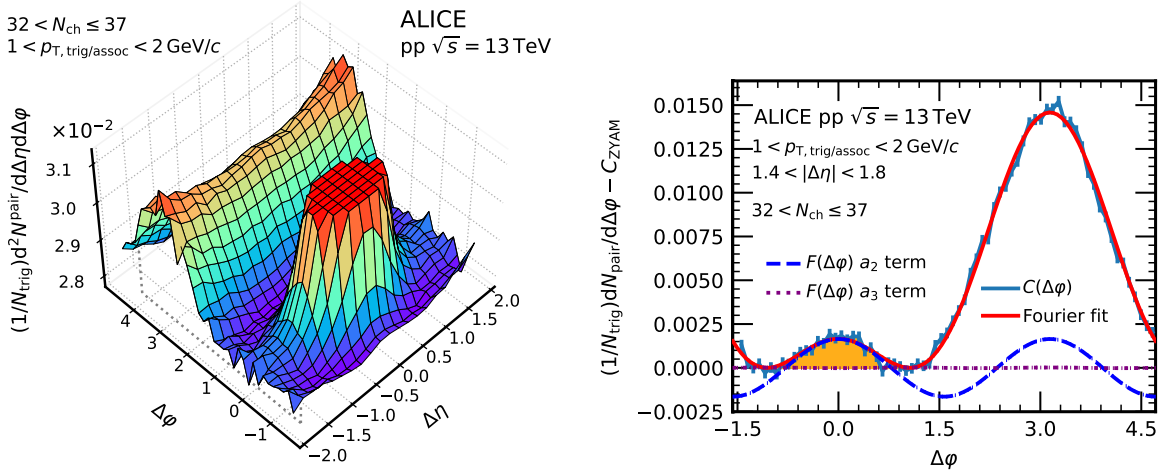 32 < N_ch ≤ 37
1 < p_T, trig/assoc < 2 GeV/c
ALICE
pp √s = 13 TeV
×10⁻²
(1/N_trig)d²N^pair/dΔηdΔφ
3.1
3.0
2.9
2.8
4
3
2
1
0
−1
Δφ
2.0
1.5
1.0
0.5
0.0
−0.5
−1.0
−1.5
−2.0
Δη
(1/N_trig)dN_pair/dΔφ − C_ZYAM
0.0150
0.0125
0.0100
0.0075
0.0050
0.0025
0.0000
−0.0025
ALICE pp √s = 13 TeV
1 < p_T, trig/assoc < 2 GeV/c
1.4 < |Δη| < 1.8
32 < N_ch ≤ 37
F(Δφ) a₂ term
F(Δφ) a₃ term
C(Δφ)
Fourier fit
−1.5 0.0 1.5 3.0 4.5
Δφ